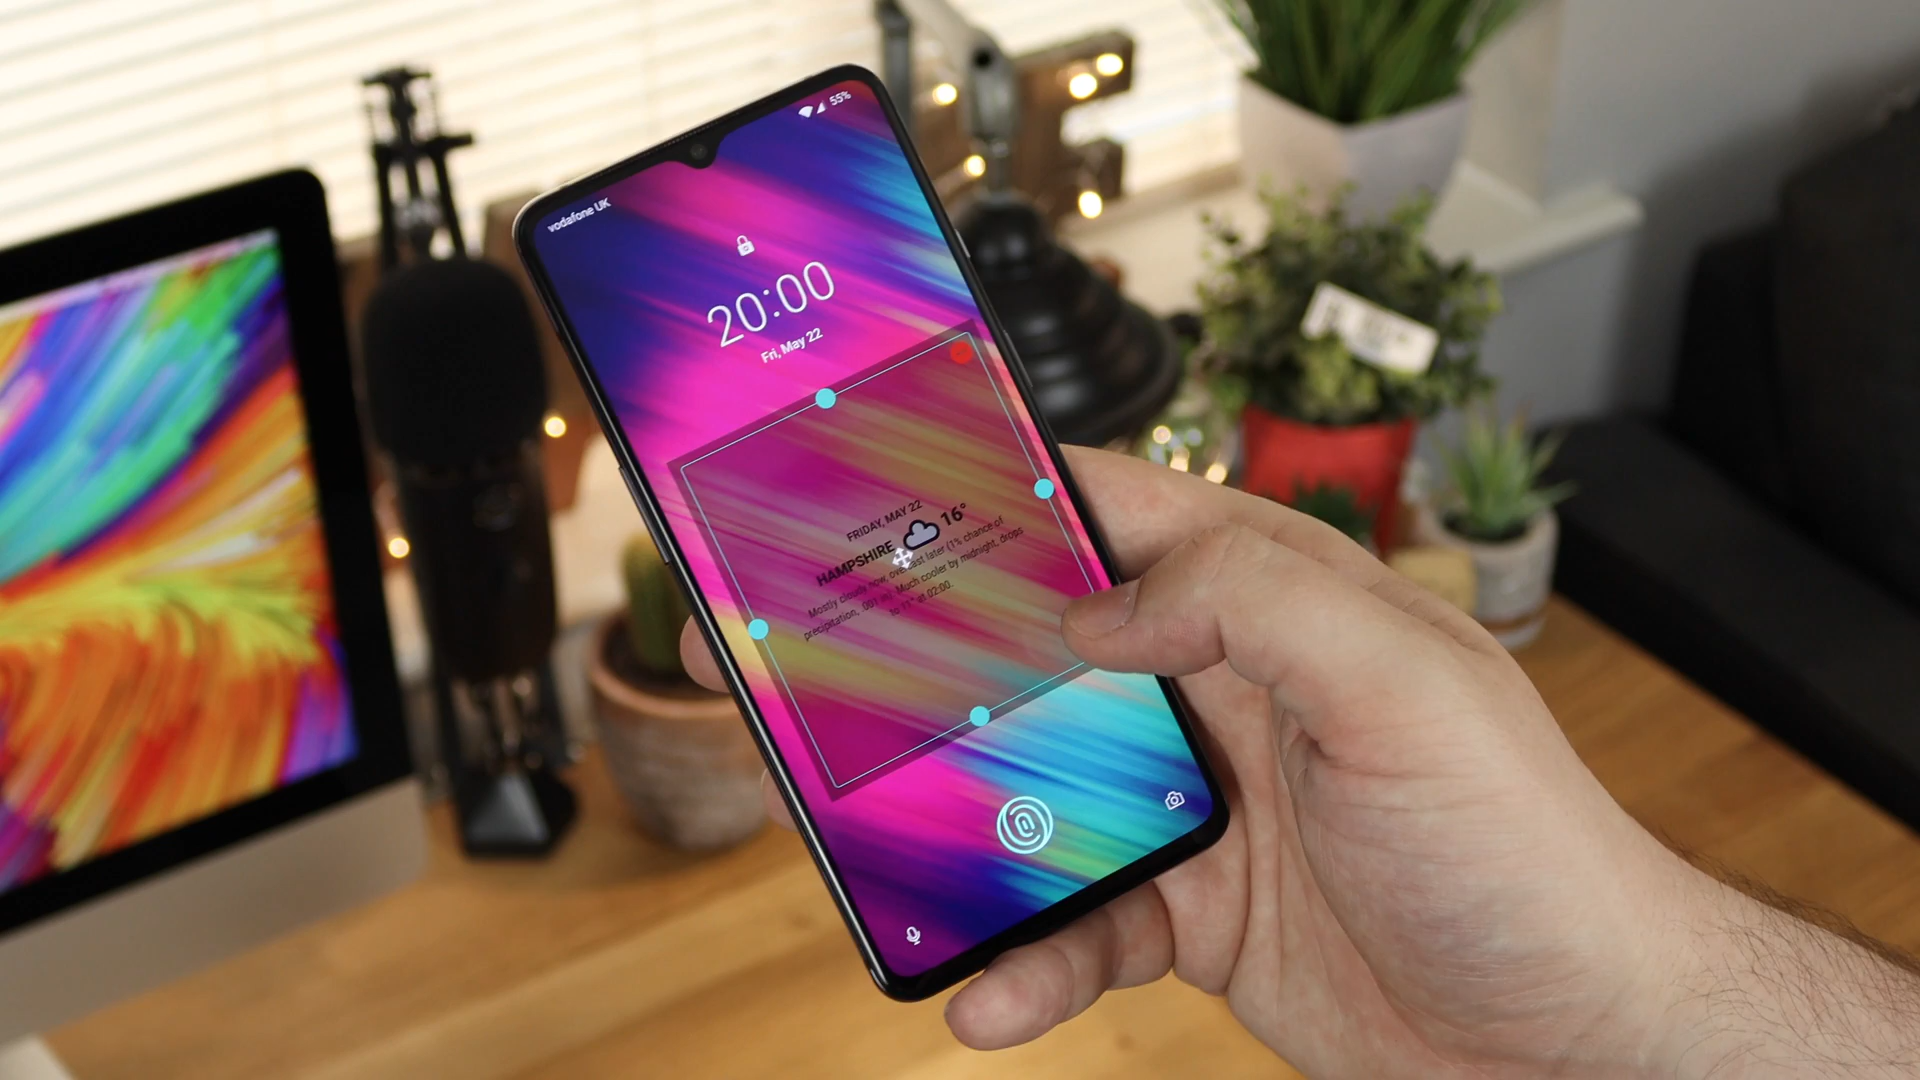 vodafone UK
55%
20:00
Fri, May 22
FRIDAY, MAY 22
HAMPSHIRE 16°
Mostly cloudy now, overcast later (1% chance of
precipitation, .001 in). Much cooler by midnight, drops
to 11° at 02:00.